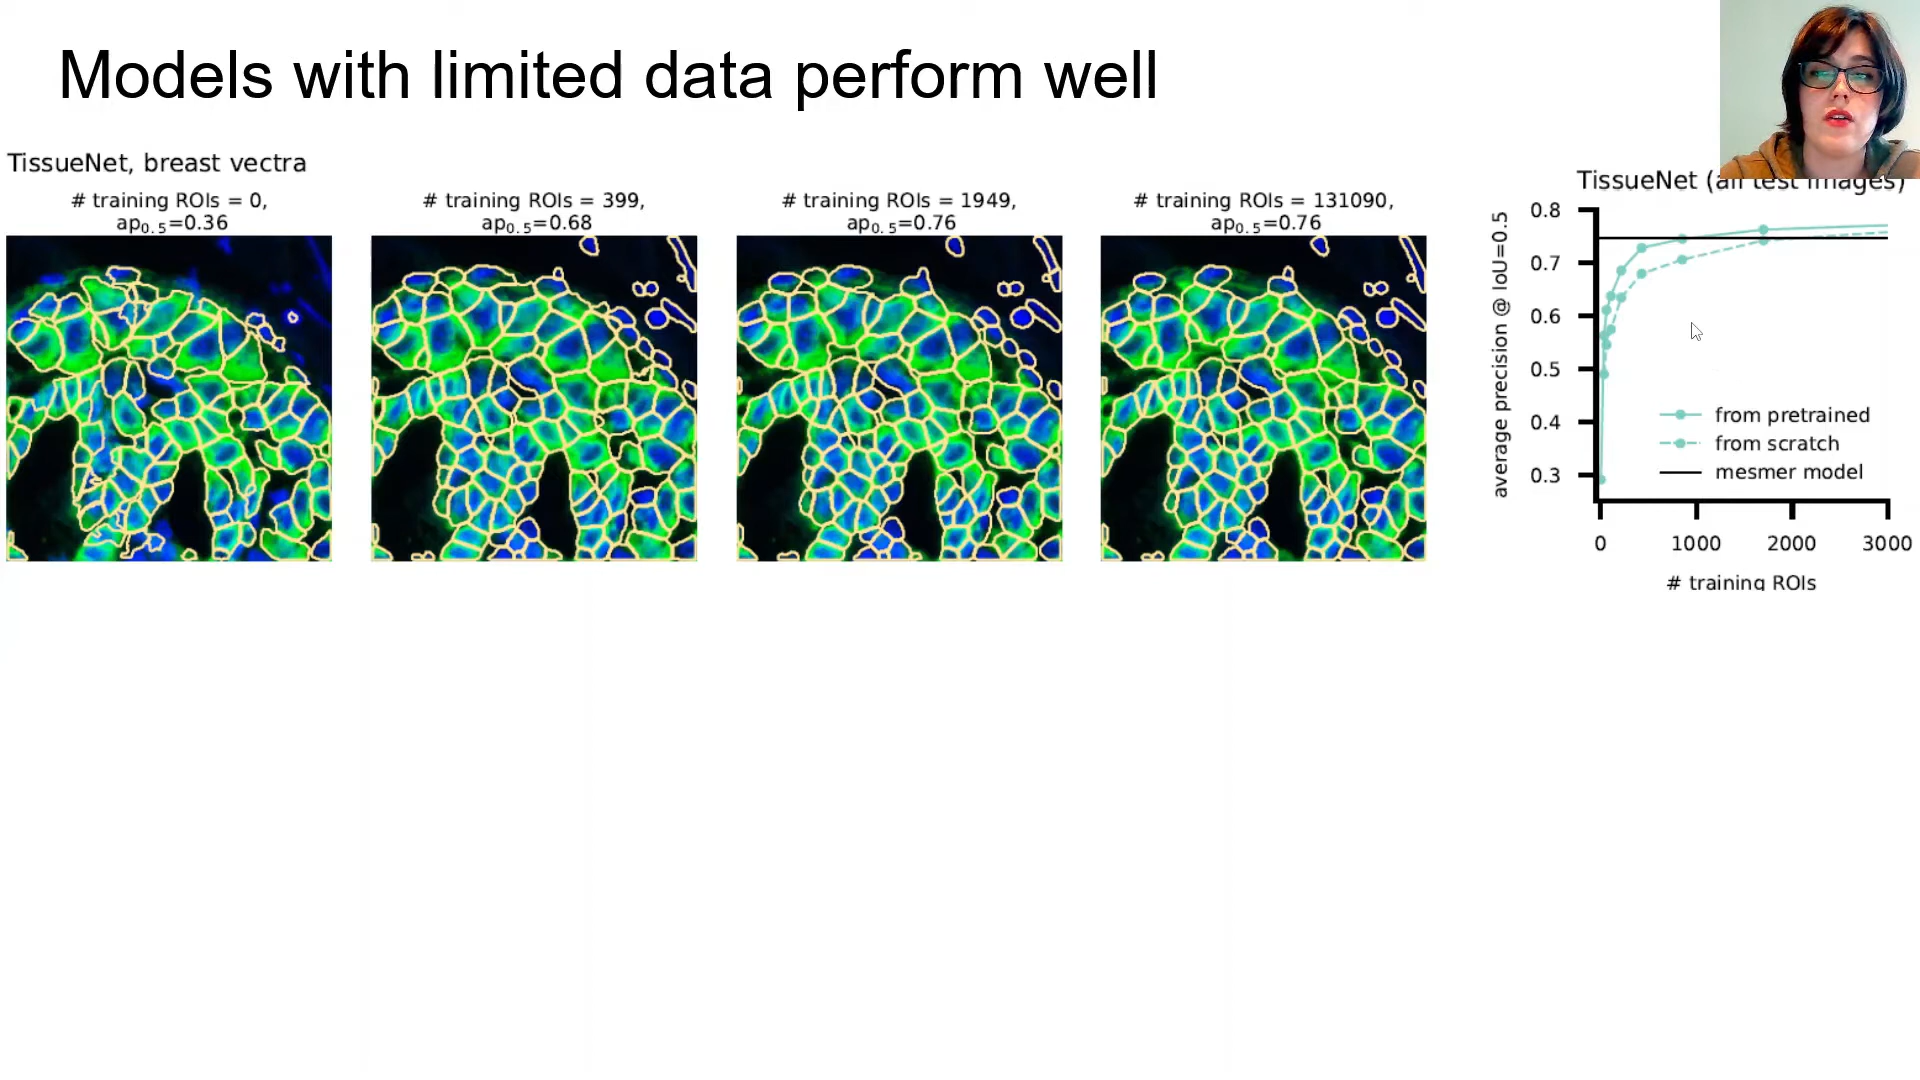 Models with limited data perform well
TissueNet, breast vectra
# training ROIs = 0,
ap0.5=0.36
# training ROIs = 399,
ap0.5=0.68
# training ROIs = 1949,
ap0.5=0.76
# training ROIs = 131090,
ap0.5=0.76
TissueNet (all test images)
average precision @ IoU=0.5
0.8
0.7
0.6
0.5
0.4
0.3
from pretrained
from scratch
mesmer model
0 1000 2000 3000
# training ROIs